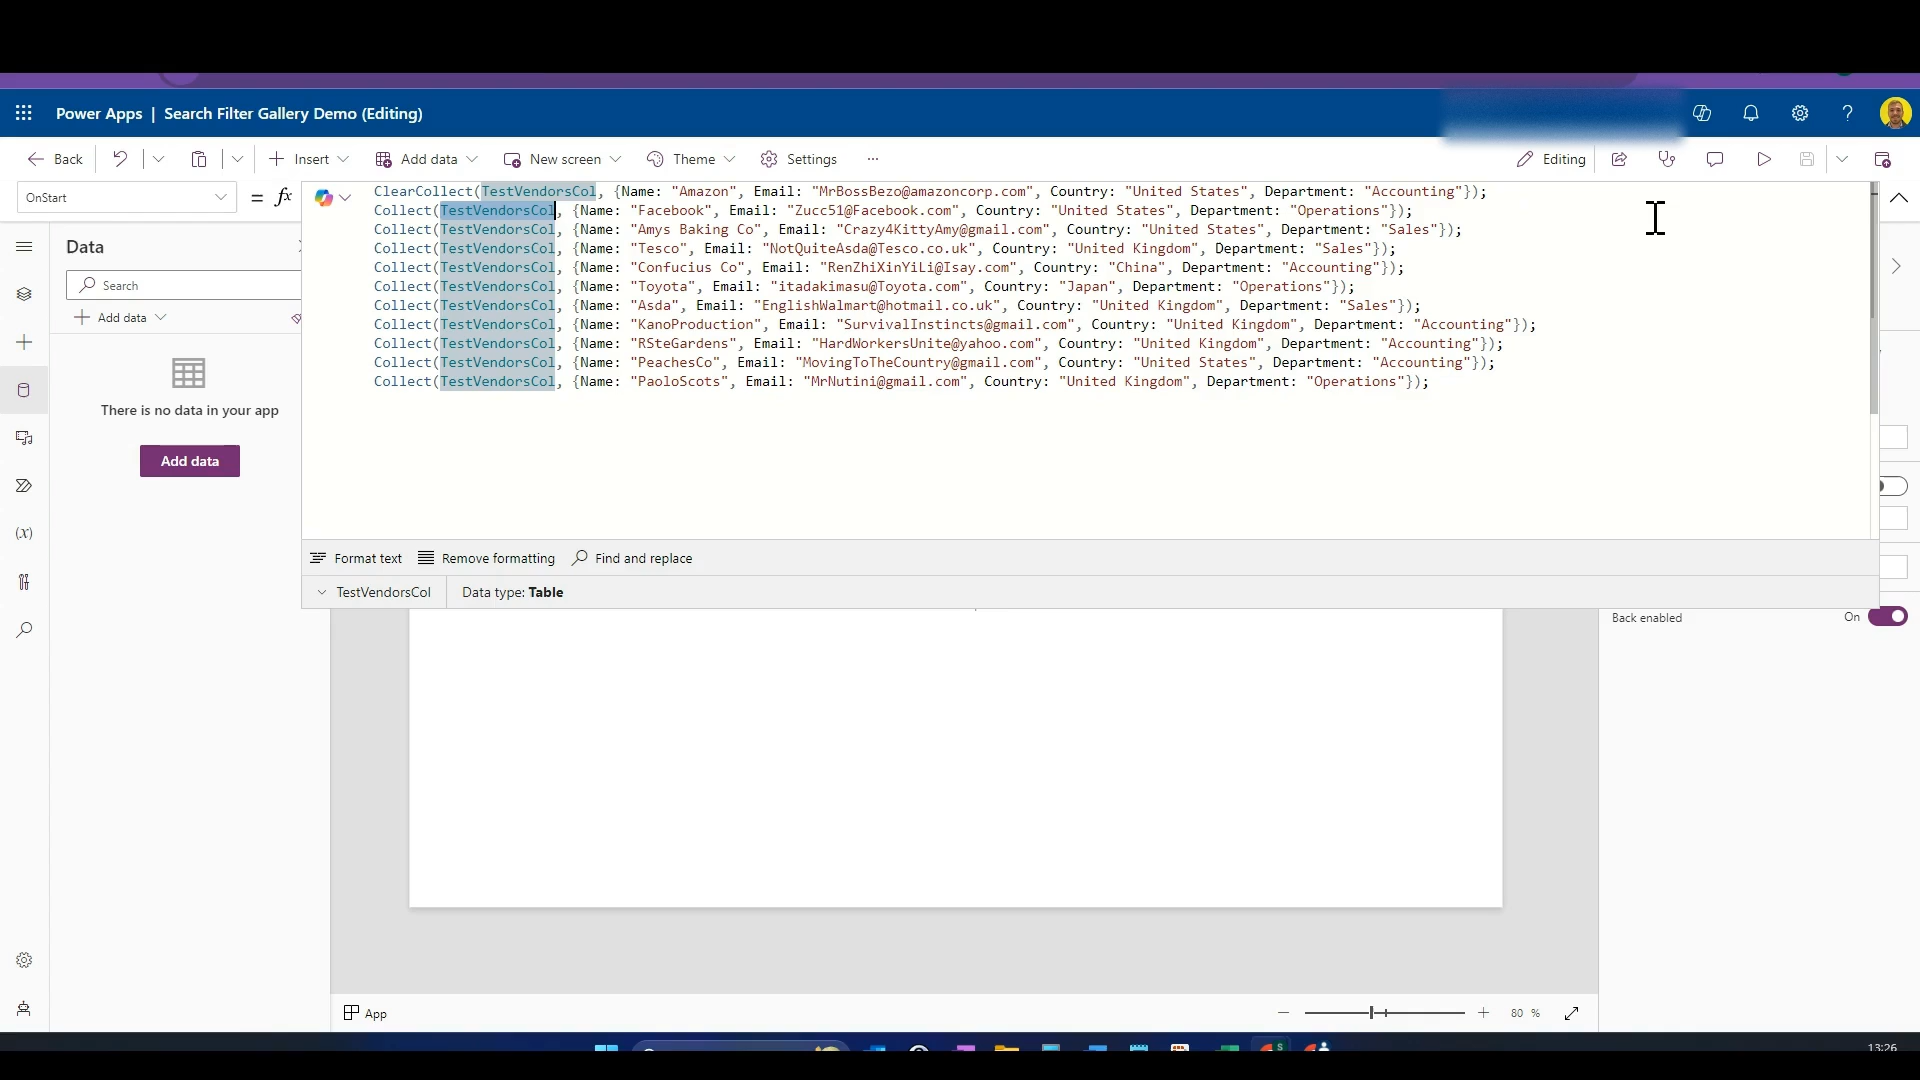 Power Apps | Search Filter Gallery Demo (Editing)
Back
Insert
Add data
New screen
Theme
Settings
...
Editing
OnStart
= fx
ClearCollect(TestVendorsCol, {Name: "Amazon", Email: "MrBossBezo@amazoncorp.com", Country: "United States", Department: "Accounting"});
Collect(TestVendorsCol, {Name: "Facebook", Email: "Zucc51@Facebook.com", Country: "United States", Department: "Operations"});
Collect(TestVendorsCol, {Name: "Amys Baking Co", Email: "Crazy4KittyAmy@gmail.com", Country: "United States", Department: "Sales"});
Collect(TestVendorsCol, {Name: "Tesco", Email: "NotQuiteAsda@Tesco.co.uk", Country: "United Kingdom", Department: "Sales"});
Collect(TestVendorsCol, {Name: "Confucius Co", Email: "RenZhiXinYiLi@Isay.com", Country: "China", Department: "Accounting"});
Collect(TestVendorsCol, {Name: "Toyota", Email: "itadakimasu@Toyota.com", Country: "Japan", Department: "Operations"});
Collect(TestVendorsCol, {Name: "Asda", Email: "EnglishWalmart@hotmail.co.uk", Country: "United Kingdom", Department: "Sales"});
Collect(TestVendorsCol, {Name: "KanoProduction", Email: "SurvivalInstincts@gmail.com", Country: "United Kingdom", Department: "Accounting"});
Collect(TestVendorsCol, {Name: "RSteGardens", Email: "HardWorkersUnite@yahoo.com", Country: "United Kingdom", Department: "Accounting"});
Collect(TestVendorsCol, {Name: "PeachesCo", Email: "MovingToTheCountry@gmail.com", Country: "United States", Department: "Accounting"});
Collect(TestVendorsCol, {Name: "PaoloScots", Email: "MrNutini@gmail.com", Country: "United Kingdom", Department: "Operations"});
Data
Search
Add data
There is no data in your app
Add data
(x)
Format text
Remove formatting
Find and replace
TestVendorsCol
Data type: Table
Back enabled
On
App
80 %
13:26